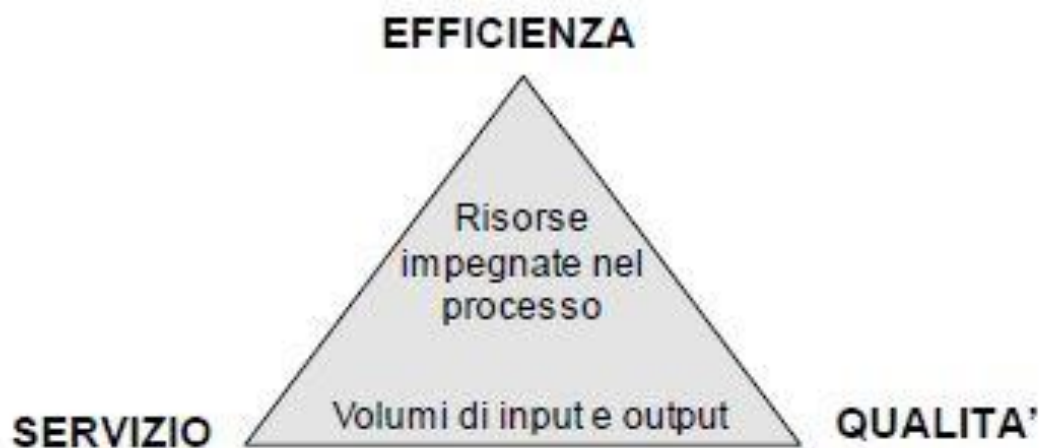 EFFICIENZA
Risorse
impegnate nel
processo
Volumi di input e output
SERVIZIO
QUALITA'